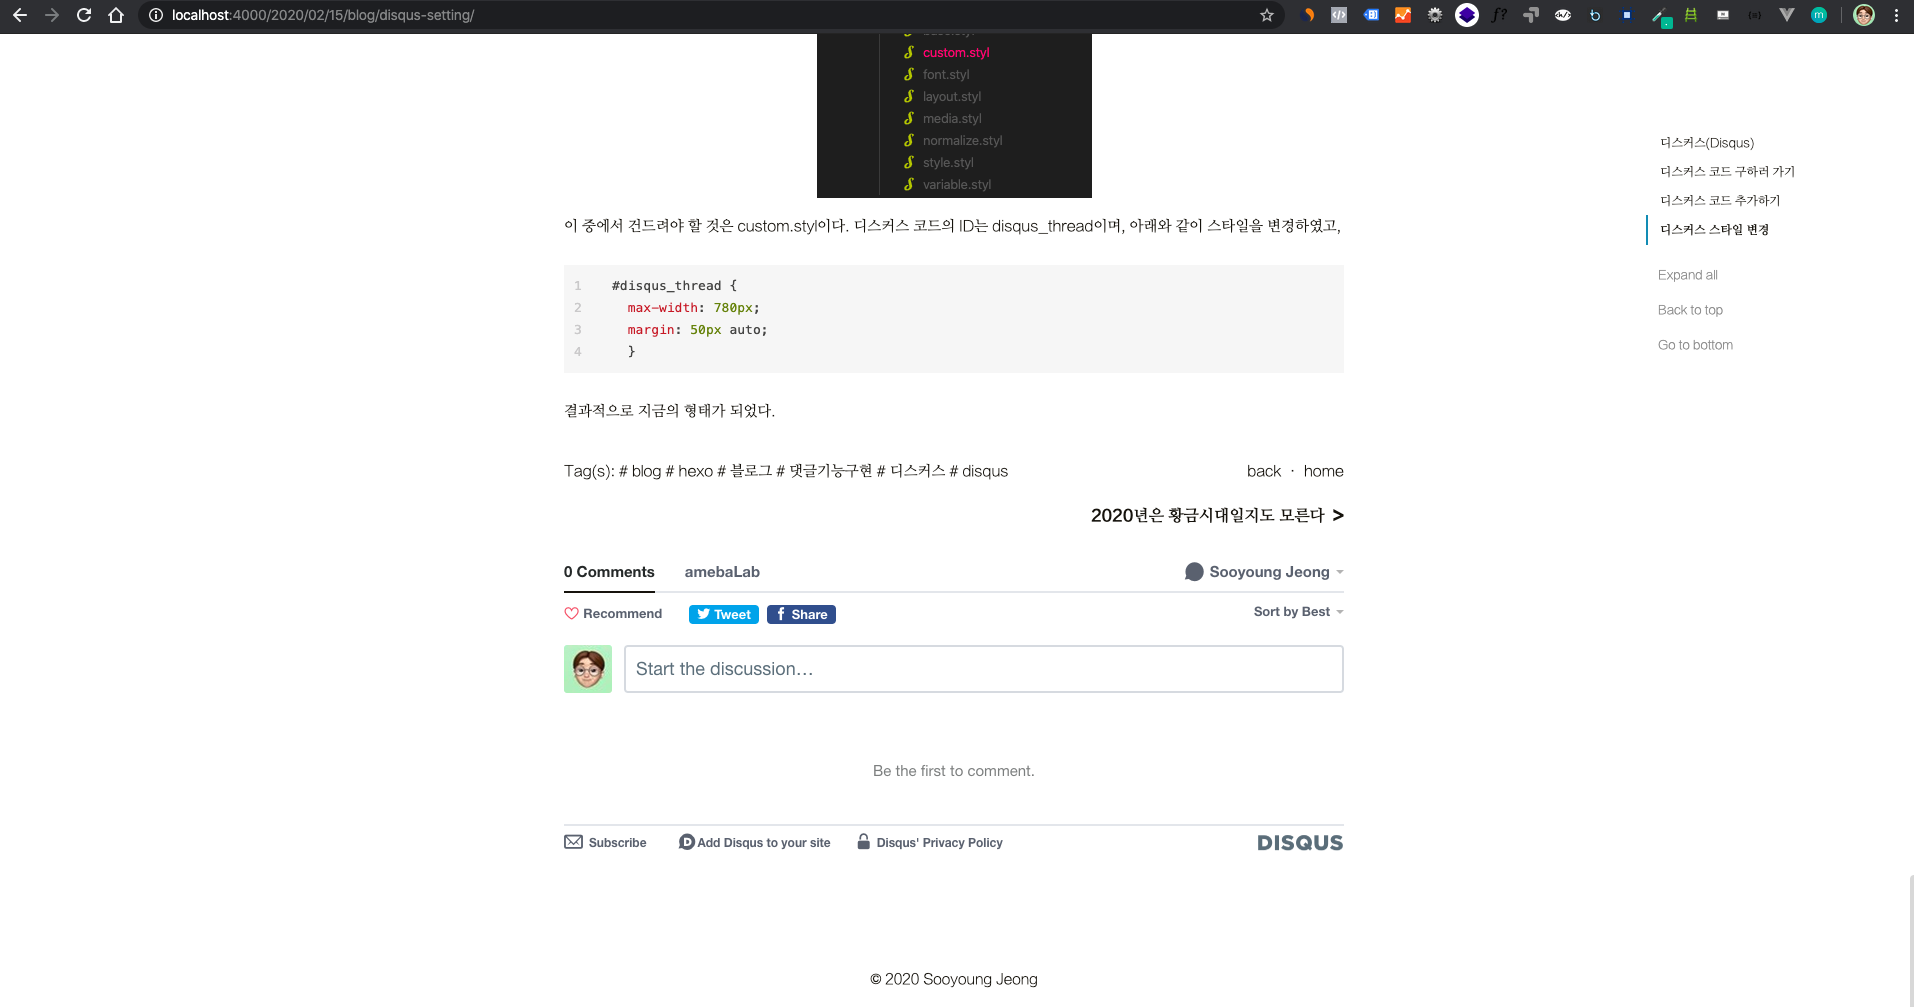 localhost:4000/2020/02/15/blog/disqus-setting/
custom.styl
font.styl
layout.styl
media.styl
normalize.styl
style.styl
variable.styl
이 중에서 건드려야 할 것은 custom.styl이다. 디스커스 코드의 ID는 disqus_thread이며, 아래와 같이 스타일을 변경하였고,
1 #disqus_thread {
2 max-width: 780px;
3 margin: 50px auto;
4 }
결과적으로 지금의 형태가 되었다.
Tag(s): # blog # hexo # 블로그 # 댓글기능구현 # 디스커스 # disqus
back · home
2020년은 황금시대일지도 모른다 >
0 Comments amebaLab Sooyoung Jeong
Recommend Tweet f Share Sort by Best
Start the discussion…
Be the first to comment.
Subscribe D Add Disqus to your site Disqus' Privacy Policy DISQUS
© 2020 Sooyoung Jeong
디스커스(Disqus)
디스커스 코드 구하러 가기
디스커스 코드 추가하기
디스커스 스타일 변경
Expand all
Back to top
Go to bottom